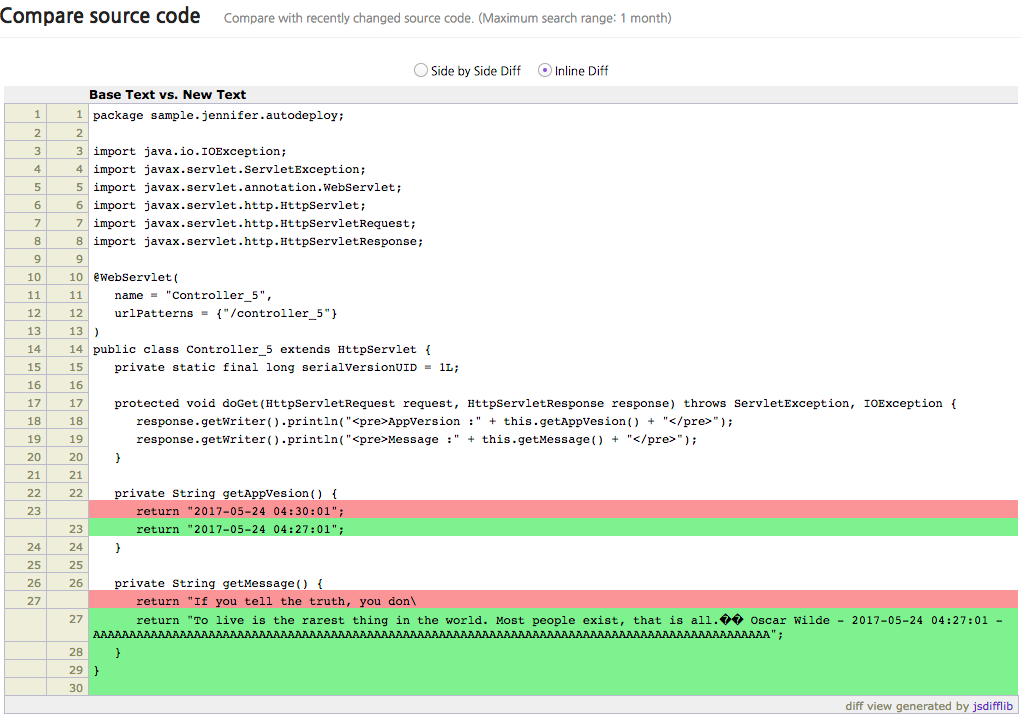 Compare source code Compare with recently changed source code. (Maximum search range: 1 month)
Side by Side Diff Inline Diff
Base Text vs. New Text
1 1 package sample.jennifer.autodeploy;
2 2
3 3 import java.io.IOException;
4 4 import javax.servlet.ServletException;
5 5 import javax.servlet.annotation.WebServlet;
6 6 import javax.servlet.http.HttpServlet;
7 7 import javax.servlet.http.HttpServletRequest;
8 8 import javax.servlet.http.HttpServletResponse;
9 9
10 10 @WebServlet(
11 11 name = "Controller_5",
12 12 urlPatterns = {"/controller_5"}
13 13 )
14 14 public class Controller_5 extends HttpServlet {
15 15 private static final long serialVersionUID = 1L;
16 16
17 17 protected void doGet(HttpServletRequest request, HttpServletResponse response) throws ServletException, IOException {
18 18 response.getWriter().println("<pre>AppVersion :" + this.getAppVesion() + "</pre>");
19 19 response.getWriter().println("<pre>Message :" + this.getMessage() + "</pre>");
20 20 }
21 21
22 22 private String getAppVesion() {
23 return "2017-05-24 04:30:01";
23 return "2017-05-24 04:27:01";
24 24 }
25 25
26 26 private String getMessage() {
27 return "If you tell the truth, you don\
27 return "To live is the rarest thing in the world. Most people exist, that is all.�� Oscar Wilde - 2017-05-24 04:27:01 -
28 }
29 }
30
diff view generated by jsdifflib